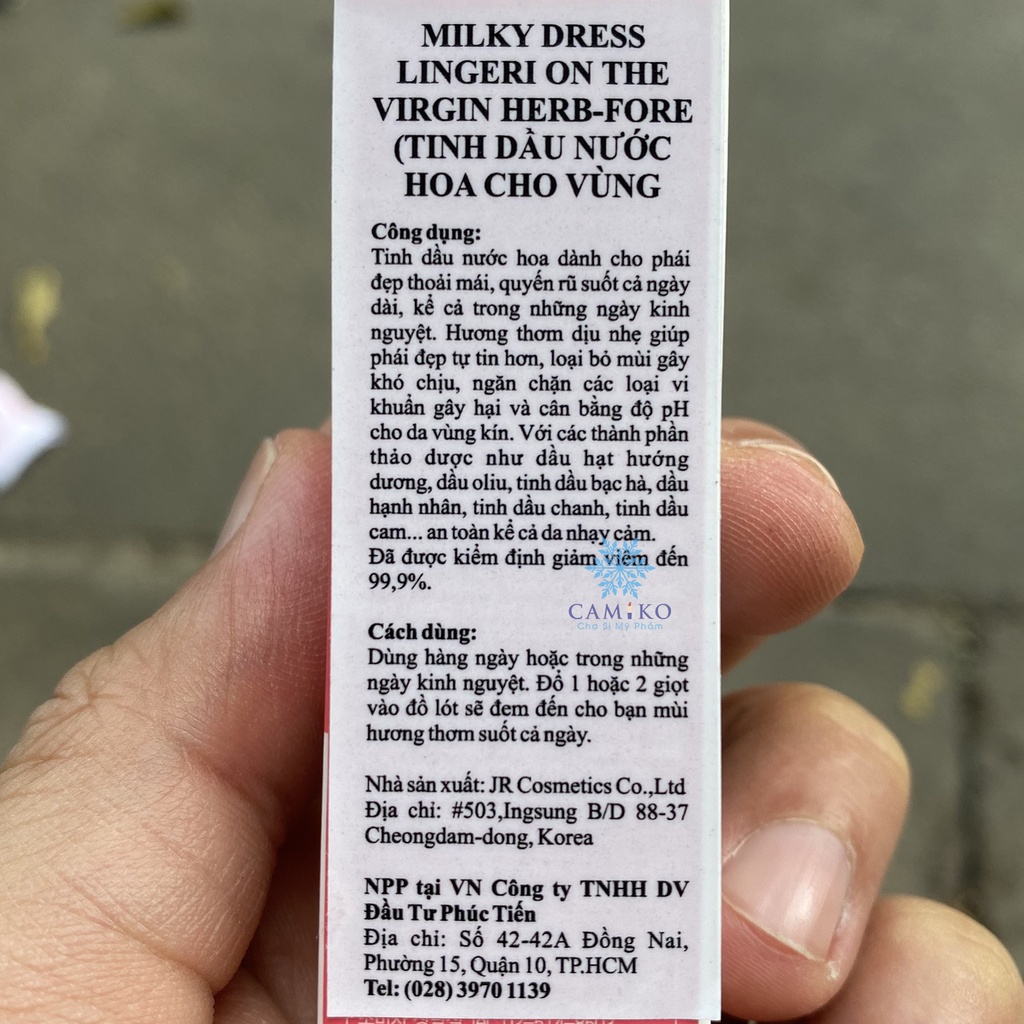 MILKY DRESS
LINGERI ON THE
VIRGIN HERB-FORE
(TINH DẦU NƯỚC
HOA CHO VÙNG
Công dụng:
Tinh dầu nước hoa dành cho phái
đẹp thoải mái, quyến rũ suốt cả ngày
dài, kể cả trong những ngày kinh
nguyệt. Hương thơm dịu nhẹ giúp
phái đẹp tự tin hơn, loại bỏ mùi gây
khó chịu, ngăn chặn các loại vi
khuẩn gây hại và cân bằng độ pH
cho da vùng kín. Với các thành phần
thảo dược như dầu hạt hướng
dương, dầu oliu, tinh dầu bạc hà, dầu
hạnh nhân, tinh dầu chanh, tinh dầu
cam... an toàn kể cả da nhạy cảm.
Đã được kiểm định giảm viêm đến
99,9%.
CAMIKO
Chợ Sỉ Mỹ Phẩm
Cách dùng:
Dùng hàng ngày hoặc trong những
ngày kinh nguyệt. Đổ 1 hoặc 2 giọt
vào đồ lót sẽ đem đến cho bạn mùi
hương thơm suốt cả ngày.
Nhà sản xuất: JR Cosmetics Co.,Ltd
Địa chỉ: #503,Ingsung B/D 88-37
Cheongdam-dong, Korea
NPP tại VN Công ty TNHH DV
Đầu Tư Phúc Tiến
Địa chỉ: Số 42-42A Đồng Nai,
Phường 15, Quận 10, TP.HCM
Tel: (028) 3970 1139